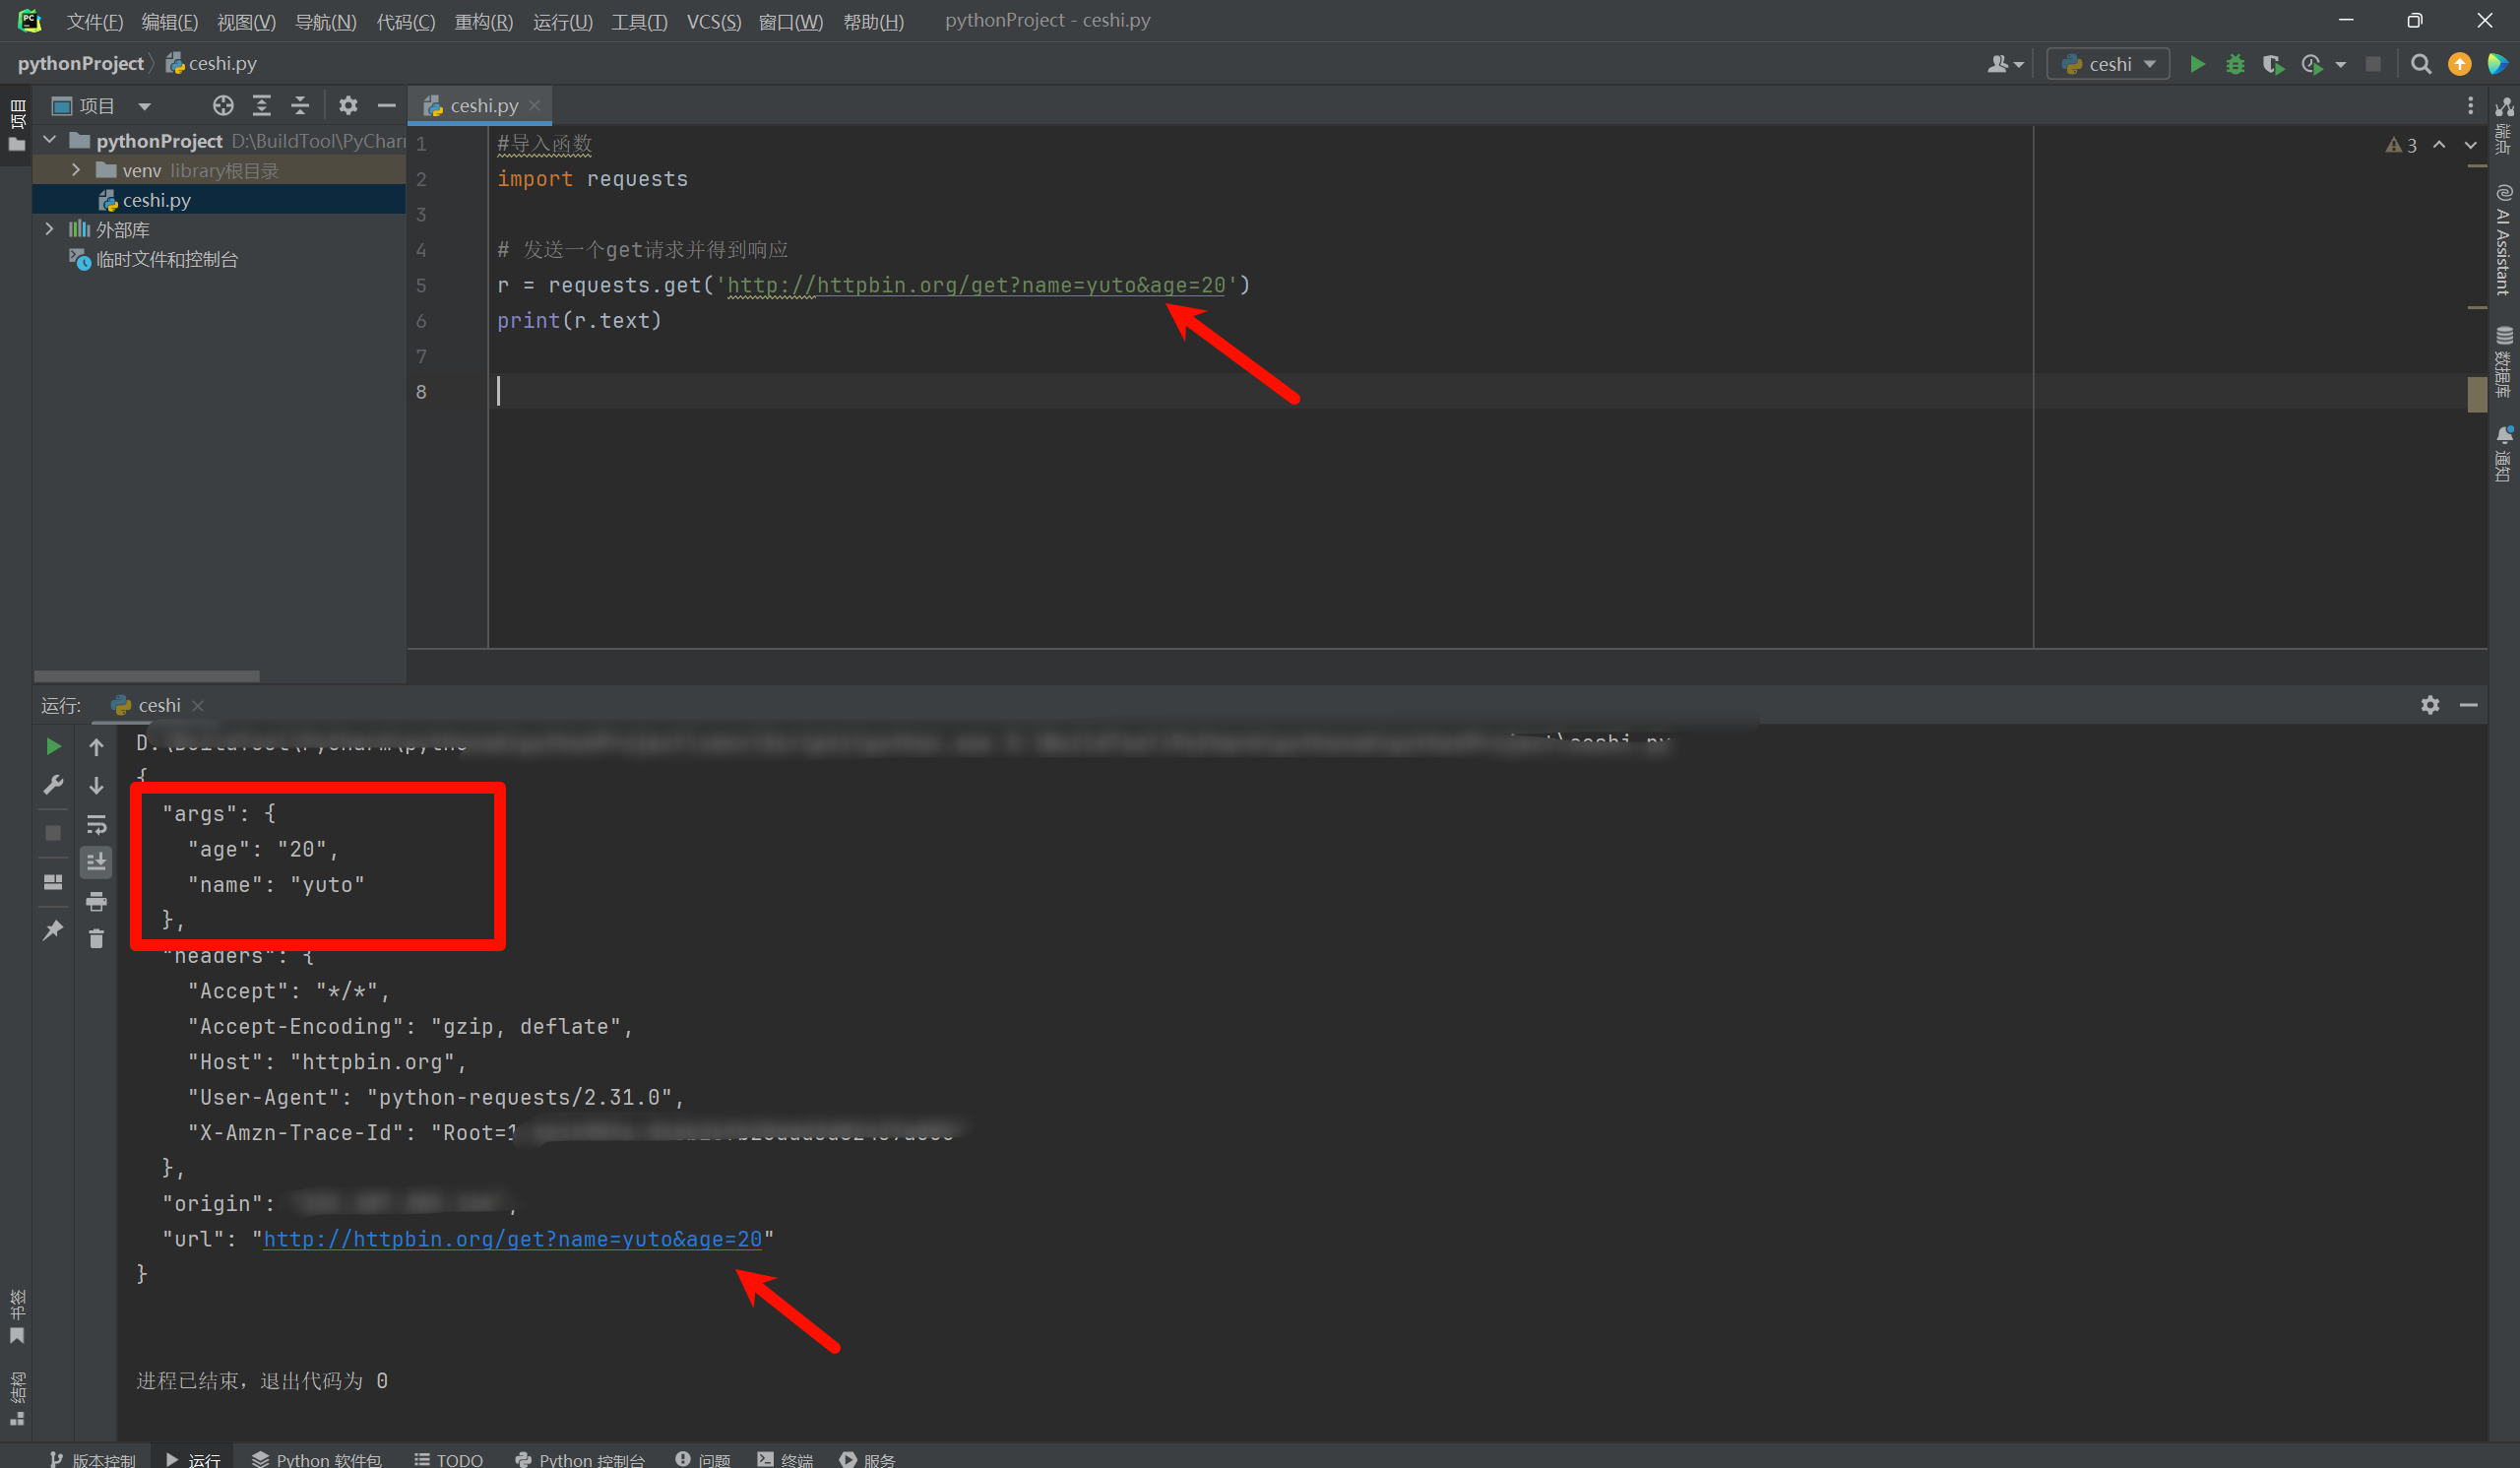 文件(F) 编辑(E) 视图(V) 导航(N) 代码(C) 重构(R) 运行(U) 工具(T) VCS(S) 窗口(W) 帮助(H) pythonProject - ceshi.py
pythonProject ceshi.py
ceshi
项目
项目
ceshi.py
pythonProject D:\BuildTool\PyChar
venv library根目录
ceshi.py
外部库
临时文件和控制台
1 #导入函数
2 import requests
3
4 # 发送一个get请求并得到响应
5 r = requests.get('http://httpbin.org/get?name=yuto&age=20')
6 print(r.text)
7
8
3
端点
AI Assistant
数据库
通知
运行: ceshi
{
"args": {
"age": "20",
"name": "yuto"
},
"headers": {
"Accept": "*/*",
"Accept-Encoding": "gzip, deflate",
"Host": "httpbin.org",
"User-Agent": "python-requests/2.31.0",
"X-Amzn-Trace-Id": "Root=1
},
"origin":
"url": "http://httpbin.org/get?name=yuto&age=20"
}
进程已结束，退出代码为 0
书签
结构
版本控制 运行 Python 软件包 TODO Python 控制台 问题 终端 服务